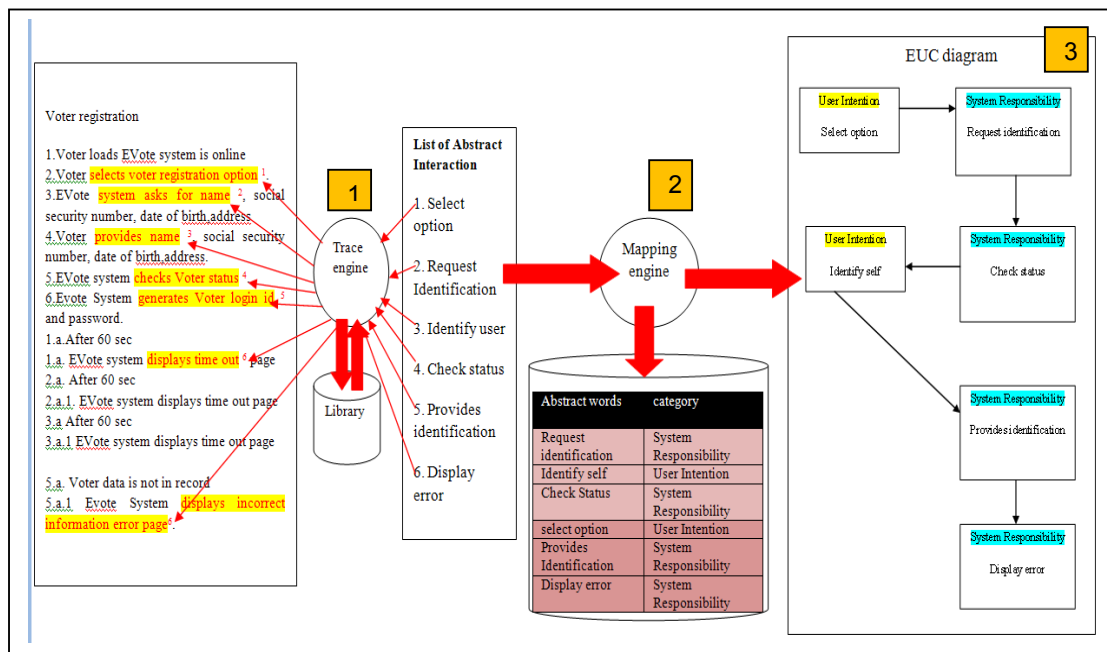 Voter registration
1.Voter loads EVote system is online
2.Voter selects voter registration option 1.
3.EVote system asks for name 2, social
security number, date of birth,address
4.Voter provides name 3, social security
number, date of birth,address.
5.EVote system checks Voter status 4
6.Evote System generates Voter login id 5
and password.
1.a.After 60 sec
1.a. EVote system displays time out 6 page
2.a. After 60 sec
2.a.1. EVote system displays time out page
3.a After 60 sec
3.a.1 EVote system displays time out page
5.a. Voter data is not in record
5.a.1 Evote System displays incorrect
information error page6.
1
Trace
engine
Library
List of Abstract
Interaction
1. Select
option
2. Request
Identification
3. Identify user
4. Check status
5. Provides
identification
6. Display
error
2
Mapping
engine
Abstract words category
Request System
identification Responsibility
Identify self User Intention
Check Status System
Responsibility
select option User Intention
Provides System
Identification Responsibility
Display error System
Responsibility
3
EUC diagram
User Intention
Select option
System Responsibility
Request identification
User Intention
Identify self
System Responsibility
Check status
System Responsibility
Provides identification
System Responsibility
Display error